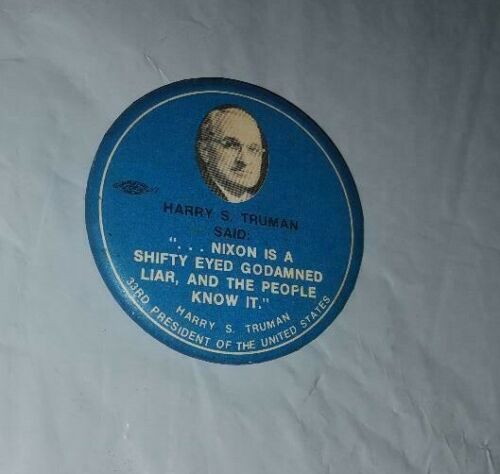 HARRY S. TRUMAN
SAID:
". . . NIXON IS A
SHIFTY EYED GODAMNED
LIAR, AND THE PEOPLE
KNOW IT."
HARRY S. TRUMAN
33RD PRESIDENT OF THE UNITED STATES